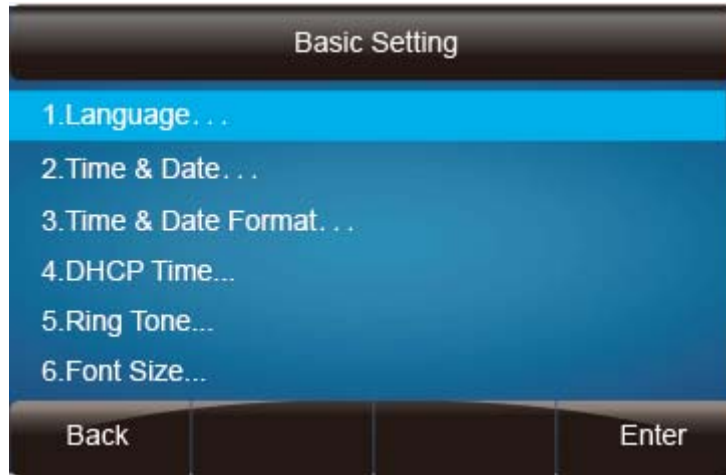 Basic Setting
1.Language. . .
2.Time & Date. . .
3.Time & Date Format. . .
4.DHCP Time...
5.Ring Tone...
6.Font Size...
Back Enter